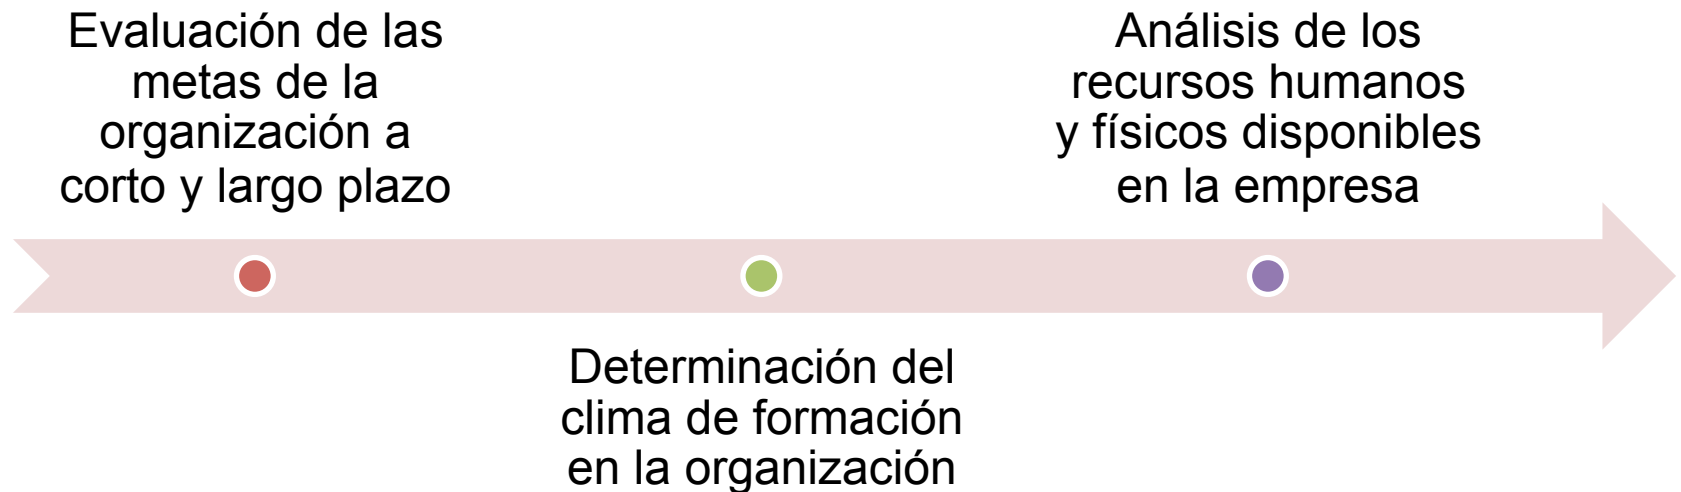 Evaluación de las
metas de la
organización a
corto y largo plazo
Determinación del
clima de formación
en la organización
Análisis de los
recursos humanos
y físicos disponibles
en la empresa